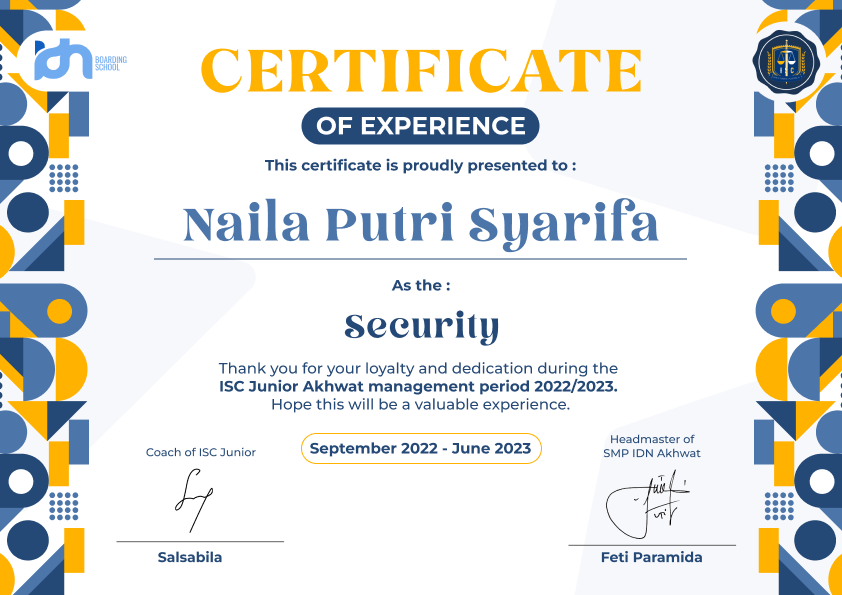 idn BOARDING
SCHOOL
ISC
CERTIFICATE
OF EXPERIENCE
This certificate is proudly presented to :
Naila Putri Syarifa
As the :
Security
Thank you for your loyalty and dedication during the
ISC Junior Akhwat management period 2022/2023.
Hope this will be a valuable experience.
September 2022 - June 2023
Coach of ISC Junior
Salsabila
Headmaster of
SMP IDN Akhwat
Feti Paramida